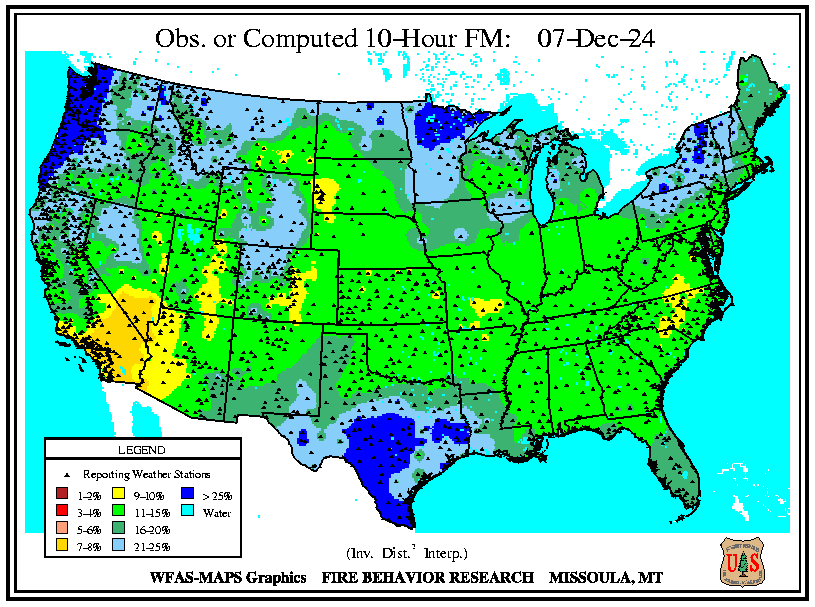 Obs. or Computed 10-Hour FM: 07-Dec-24
LEGEND
Reporting Weather Stations
1-2% 9-10% > 25%
3-4% 11-15% Water
5-6% 16-20%
7-8% 21-25%
(Inv. Dist.² Interp.)
WFAS-MAPS Graphics FIRE BEHAVIOR RESEARCH MISSOULA, MT
U S